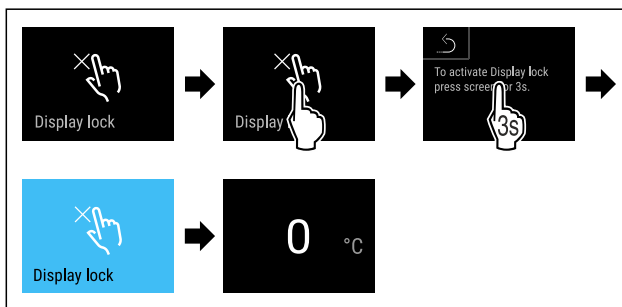 Display lock
Display
To activate Display lock
press screen for 3s.
3s
Display lock
0 °C